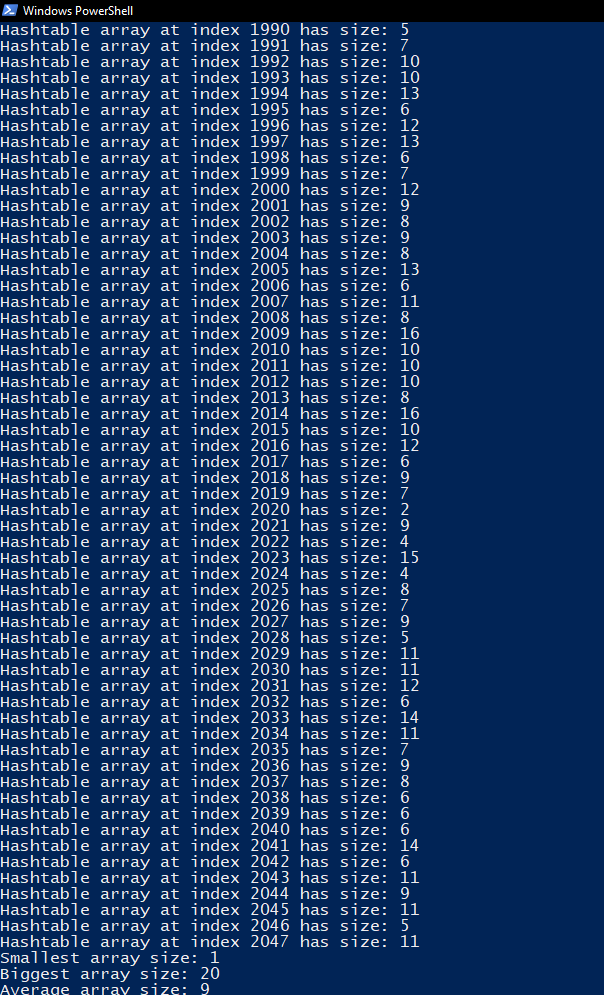 Windows PowerShell
Hashtable array at index 1990 has size: 5
Hashtable array at index 1991 has size: 7
Hashtable array at index 1992 has size: 10
Hashtable array at index 1993 has size: 10
Hashtable array at index 1994 has size: 13
Hashtable array at index 1995 has size: 6
Hashtable array at index 1996 has size: 12
Hashtable array at index 1997 has size: 13
Hashtable array at index 1998 has size: 6
Hashtable array at index 1999 has size: 7
Hashtable array at index 2000 has size: 12
Hashtable array at index 2001 has size: 9
Hashtable array at index 2002 has size: 8
Hashtable array at index 2003 has size: 9
Hashtable array at index 2004 has size: 8
Hashtable array at index 2005 has size: 13
Hashtable array at index 2006 has size: 6
Hashtable array at index 2007 has size: 11
Hashtable array at index 2008 has size: 8
Hashtable array at index 2009 has size: 16
Hashtable array at index 2010 has size: 10
Hashtable array at index 2011 has size: 10
Hashtable array at index 2012 has size: 10
Hashtable array at index 2013 has size: 8
Hashtable array at index 2014 has size: 16
Hashtable array at index 2015 has size: 10
Hashtable array at index 2016 has size: 12
Hashtable array at index 2017 has size: 6
Hashtable array at index 2018 has size: 9
Hashtable array at index 2019 has size: 7
Hashtable array at index 2020 has size: 2
Hashtable array at index 2021 has size: 9
Hashtable array at index 2022 has size: 4
Hashtable array at index 2023 has size: 15
Hashtable array at index 2024 has size: 4
Hashtable array at index 2025 has size: 8
Hashtable array at index 2026 has size: 7
Hashtable array at index 2027 has size: 9
Hashtable array at index 2028 has size: 5
Hashtable array at index 2029 has size: 11
Hashtable array at index 2030 has size: 11
Hashtable array at index 2031 has size: 12
Hashtable array at index 2032 has size: 6
Hashtable array at index 2033 has size: 14
Hashtable array at index 2034 has size: 11
Hashtable array at index 2035 has size: 7
Hashtable array at index 2036 has size: 9
Hashtable array at index 2037 has size: 8
Hashtable array at index 2038 has size: 6
Hashtable array at index 2039 has size: 6
Hashtable array at index 2040 has size: 6
Hashtable array at index 2041 has size: 14
Hashtable array at index 2042 has size: 6
Hashtable array at index 2043 has size: 11
Hashtable array at index 2044 has size: 9
Hashtable array at index 2045 has size: 11
Hashtable array at index 2046 has size: 5
Hashtable array at index 2047 has size: 11
Smallest array size: 1
Biggest array size: 20
Average array size: 9